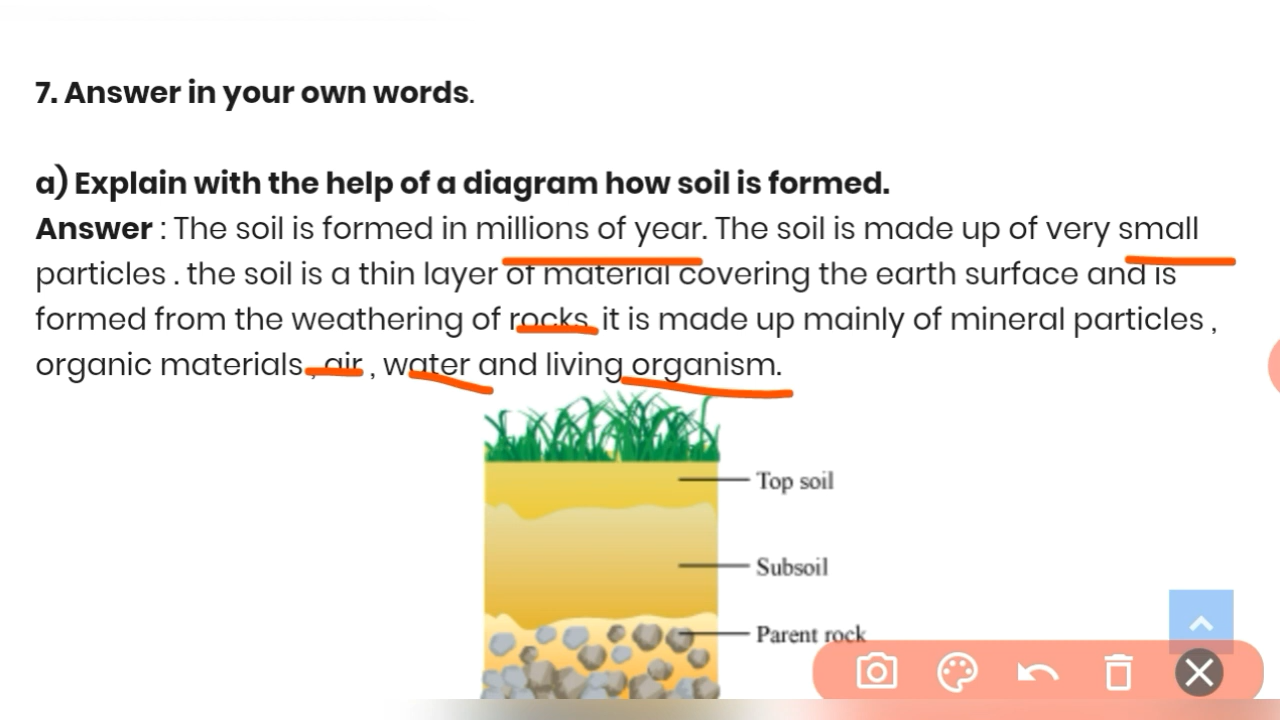 7. Answer in your own words.
a) Explain with the help of a diagram how soil is formed.
Answer : The soil is formed in millions of year. The soil is made up of very small
particles . the soil is a thin layer of material covering the earth surface and is
formed from the weathering of rocks, it is made up mainly of mineral particles ,
organic materials , air , water and living organism.
Top soil
Subsoil
Parent rock